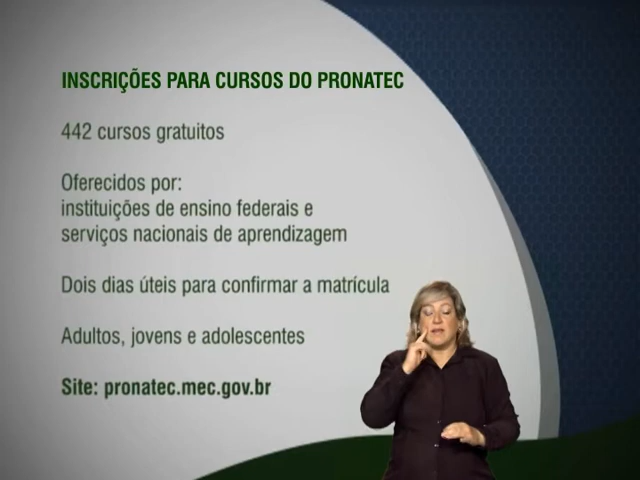 INSCRIÇÕES PARA CURSOS DO PRONATEC
442 cursos gratuitos
Oferecidos por:
instituições de ensino federais e
serviços nacionais de aprendizagem
Dois dias úteis para confirmar a matrícula
Adultos, jovens e adolescentes
Site: pronatec.mec.gov.br